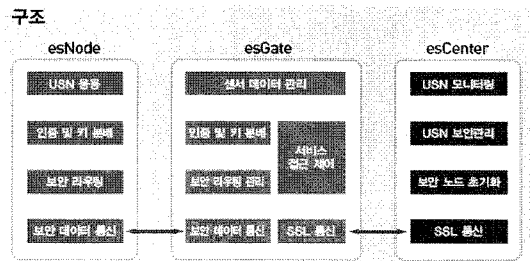 구조
esNode
esGate
esCenter
USN 응용
인증 및 키 분배
보안 라우팅
보안 데이터 통신
센서 데이터 관리
인증 및 키 분배
보안 라우팅 관리
보안 데이터 통신
서비스
접근 제어
SSL 통신
USN 모니터링
USN 보안관리
보안 노드 초기화
SSL 통신